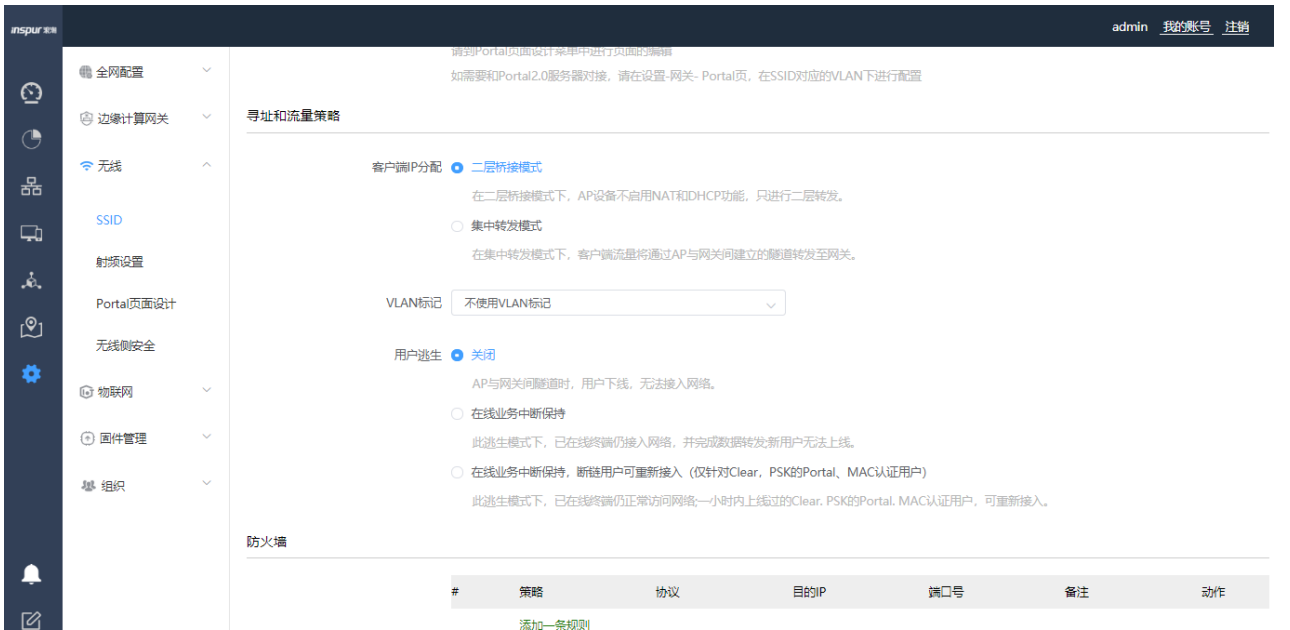 inspur 浪潮
admin 我的账号 注销
请到Portal页面设计菜单中进行页面的编辑
全网配置
如需要和Portal2.0服务器对接，请在设置-网关- Portal页，在SSID对应的VLAN下进行配置
边缘计算网关
寻址和流量策略
无线
客户端IP分配 二层桥接模式
在二层桥接模式下，AP设备不启用NAT和DHCP功能，只进行二层转发。
SSID
集中转发模式
在集中转发模式下，客户端流量将通过AP与网关间建立的隧道转发至网关。
射频设置
Portal页面设计
VLAN标记 不使用VLAN标记
无线侧安全
用户逃生 关闭
AP与网关间隧道时，用户下线，无法接入网络。
物联网
在线业务中断保持
固件管理
此逃生模式下，已在线终端仍接入网络，并完成数据转发;新用户无法上线。
在线业务中断保持，断链用户可重新接入（仅针对Clear，PSK的Portal、MAC认证用户）
组织
此逃生模式下，已在线终端仍正常访问网络;一小时内上线过的Clear. PSK的Portal. MAC认证用户，可重新接入。
防火墙
# 策略 协议 目的IP 端口号 备注 动作
添加一条规则